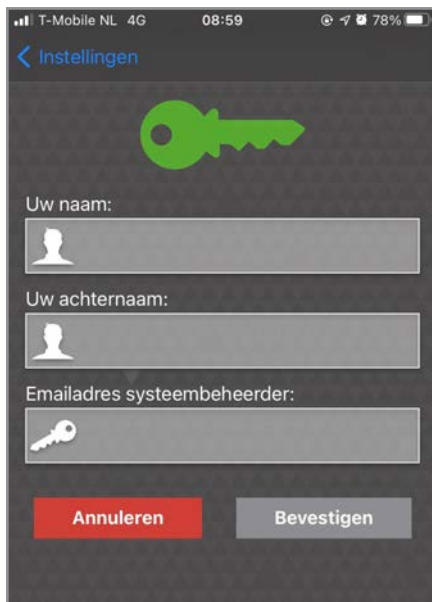 T-Mobile NL 4G 08:59 78%
Instellingen
Uw naam:
Uw achternaam:
Emailadres systeembeheerder:
Annuleren Bevestigen